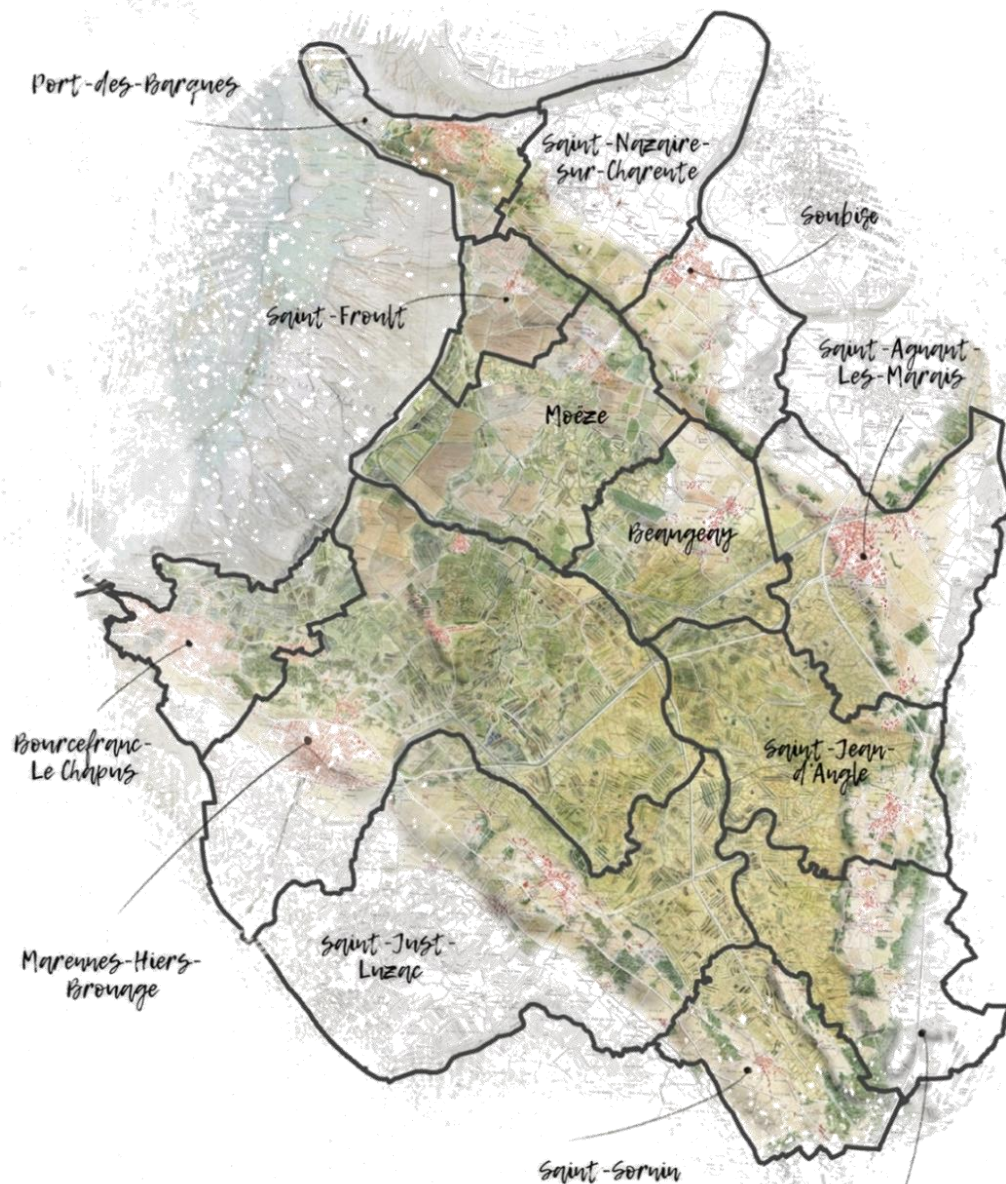 Port-des-Barques
Saint-Nazaire-
sur-Charente
Soubise
Saint-Froult
Saint-Agnant-
Les-Marais
Moëze
Beaugeay
Bourcefranc-
Le Chapus
Saint-Jean-
d'Angle
Marennes-Hiers-
Brouage
Saint-Just-
Luzac
Saint-Sornin